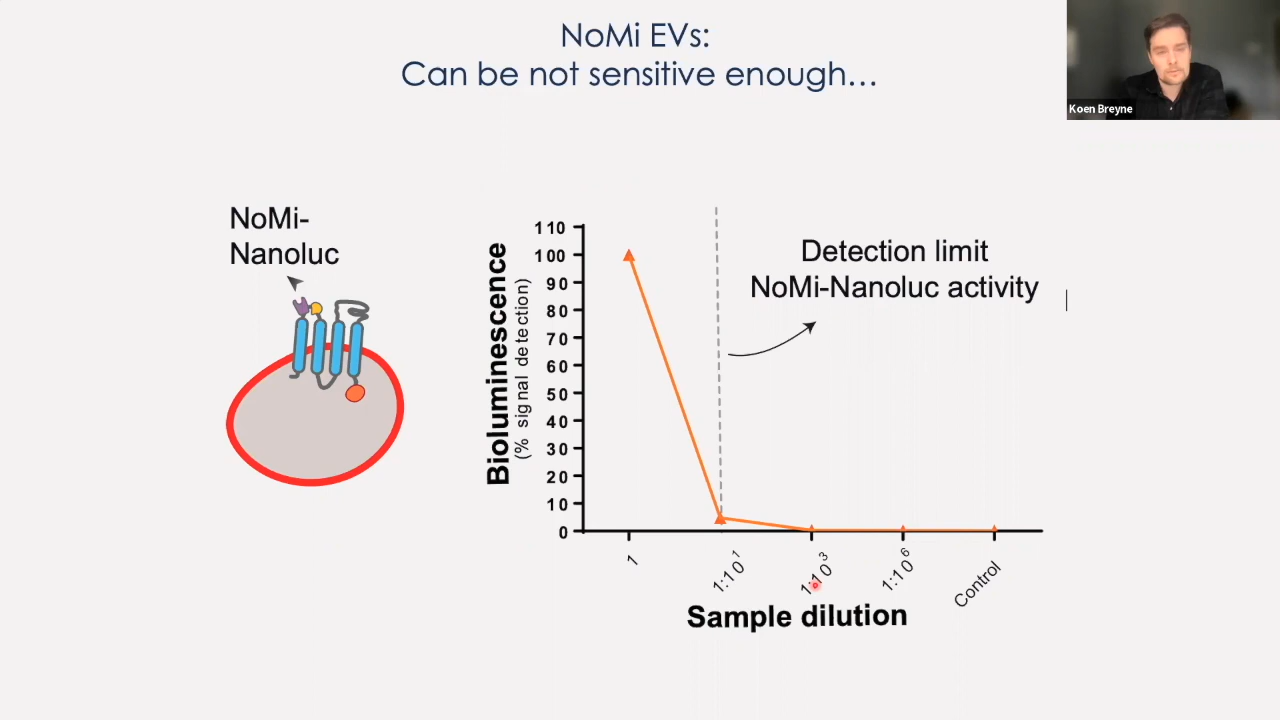 NoMi EVs:
Can be not sensitive enough…
Koen Breyne
NoMi-
Nanoluc
Bioluminescence
(% signal detection)
110
100
90
80
70
60
50
40
30
20
10
0
Detection limit
NoMi-Nanoluc activity
1
1:10¹
1:10³
1:10⁶
Control
Sample dilution